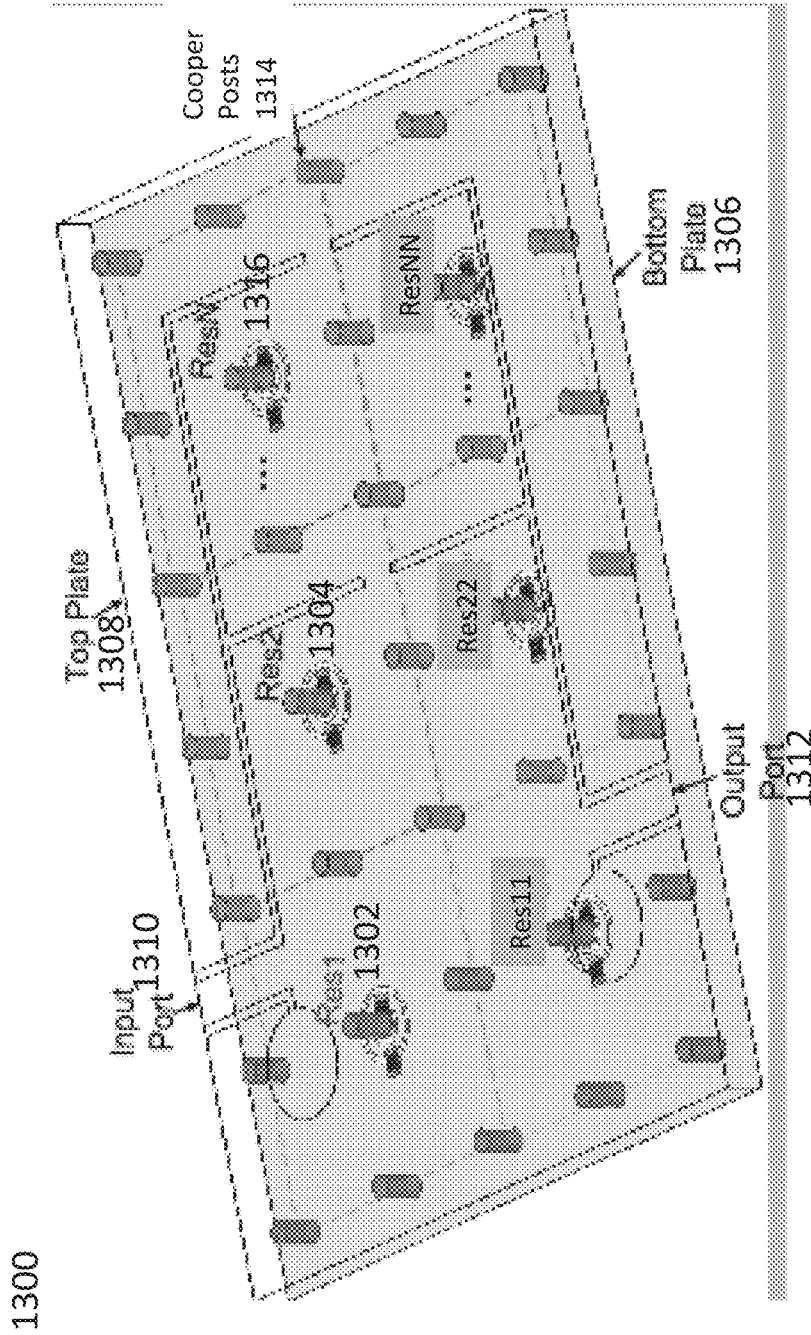 1300
Cooper
Posts
1314
Top Plate
1308
Input
Port
1310
ResN
1316
Res2
1304
Res1
1302
ResNN
Res22
Res11
Bottom
Plate
1306
Output
Port
1312
...
...